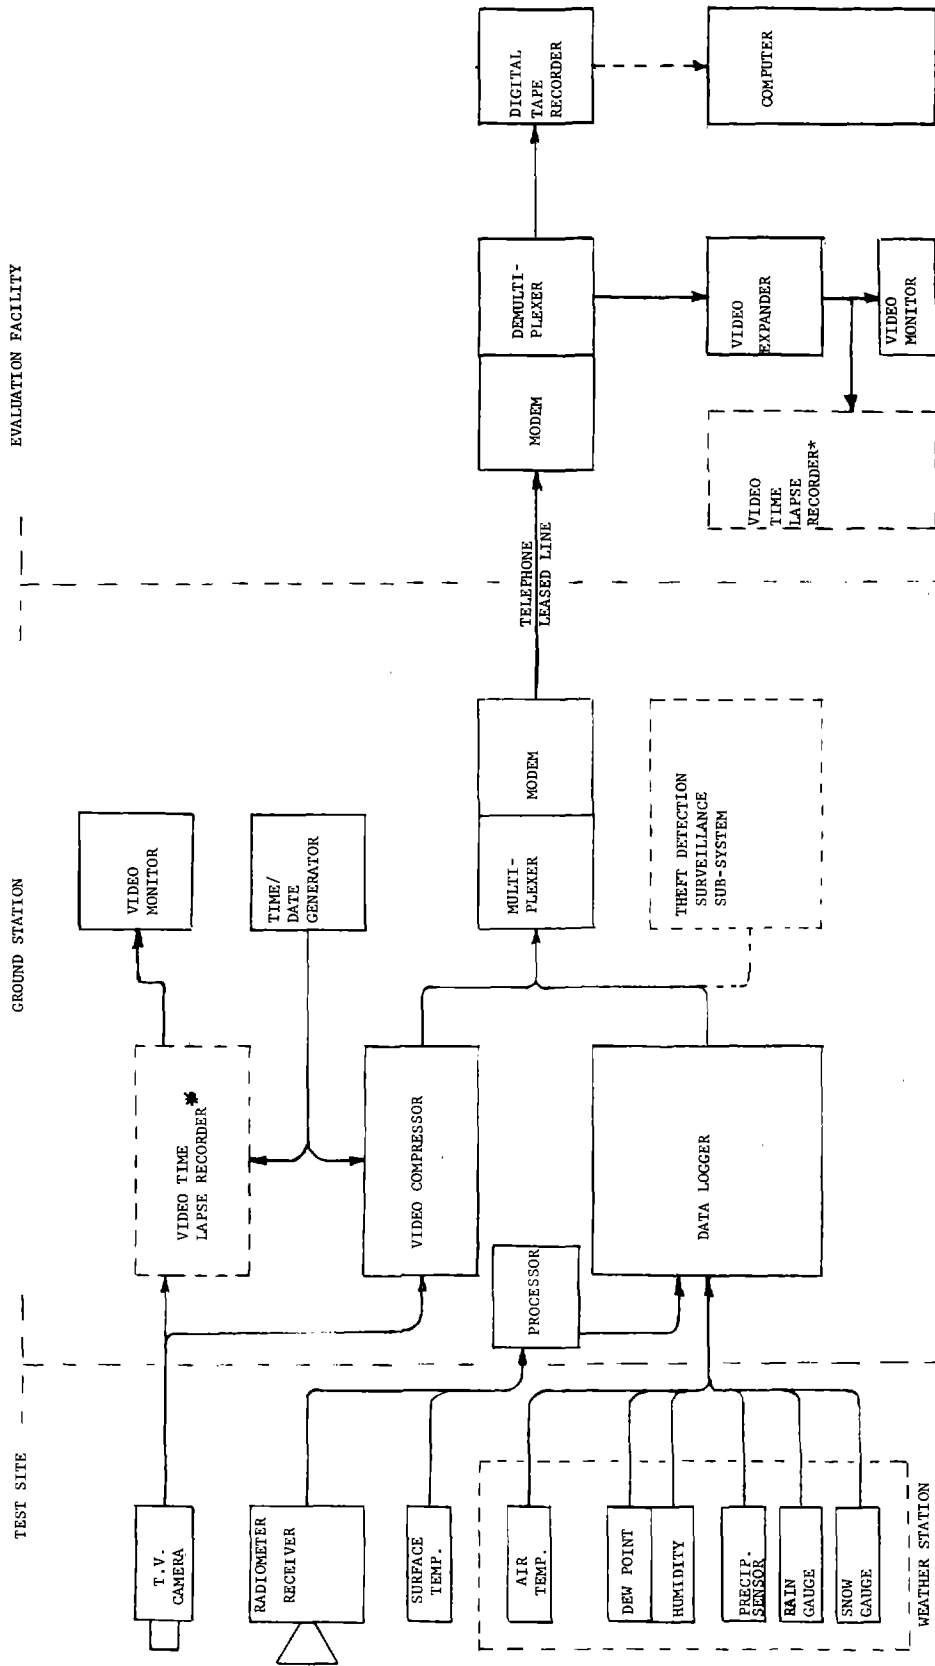 TEST SITE
GROUND STATION
EVALUATION FACILITY
T.V.
CAMERA
VIDEO TIME
LAPSE RECORDER*
VIDEO
MONITOR
RADIOMETER
RECEIVER
TIME/
DATE
GENERATOR
VIDEO COMPRESSOR
SURFACE
TEMP.
PROCESSOR
MULTI-
PLEXER
MODEM
TELEPHONE
LEASED LINE
MODEM
DEMULTI-
PLEXER
DIGITAL
TAPE
RECORDER
AIR
TEMP.
DEW POINT
HUMIDITY
PRECIP.
SENSOR
RAIN
GAUGE
SNOW
GAUGE
WEATHER STATION
DATA LOGGER
THEFT DETECTION
SURVEILLANCE
SUB-SYSTEM
VIDEO
TIME
LAPSE
RECORDER*
VIDEO
EXPANDER
VIDEO
MONITOR
COMPUTER